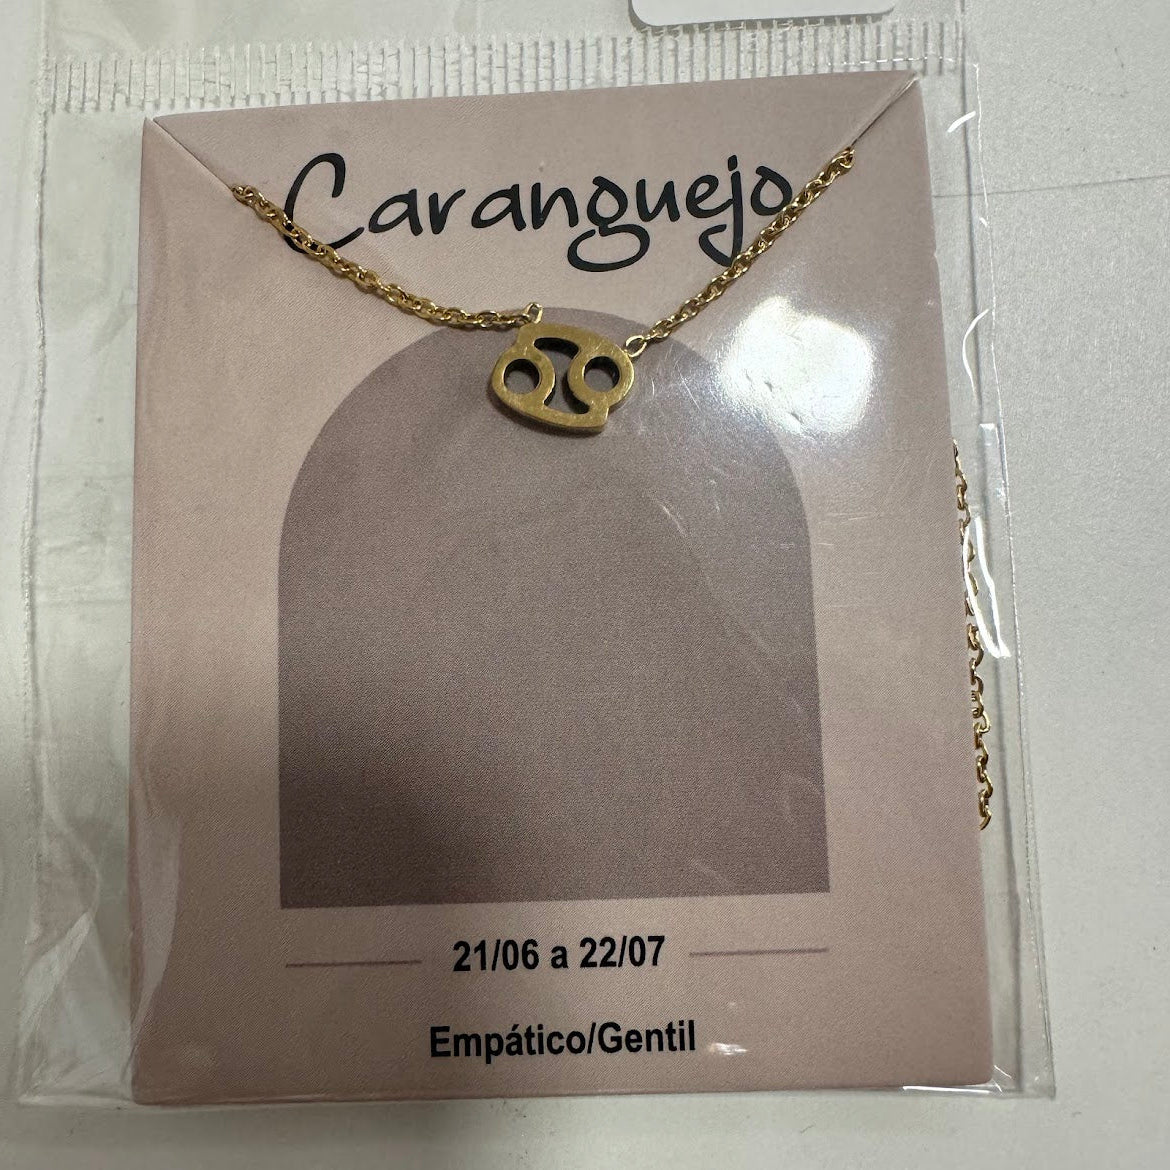 Caranguejo
21/06 a 22/07
Empático/Gentil